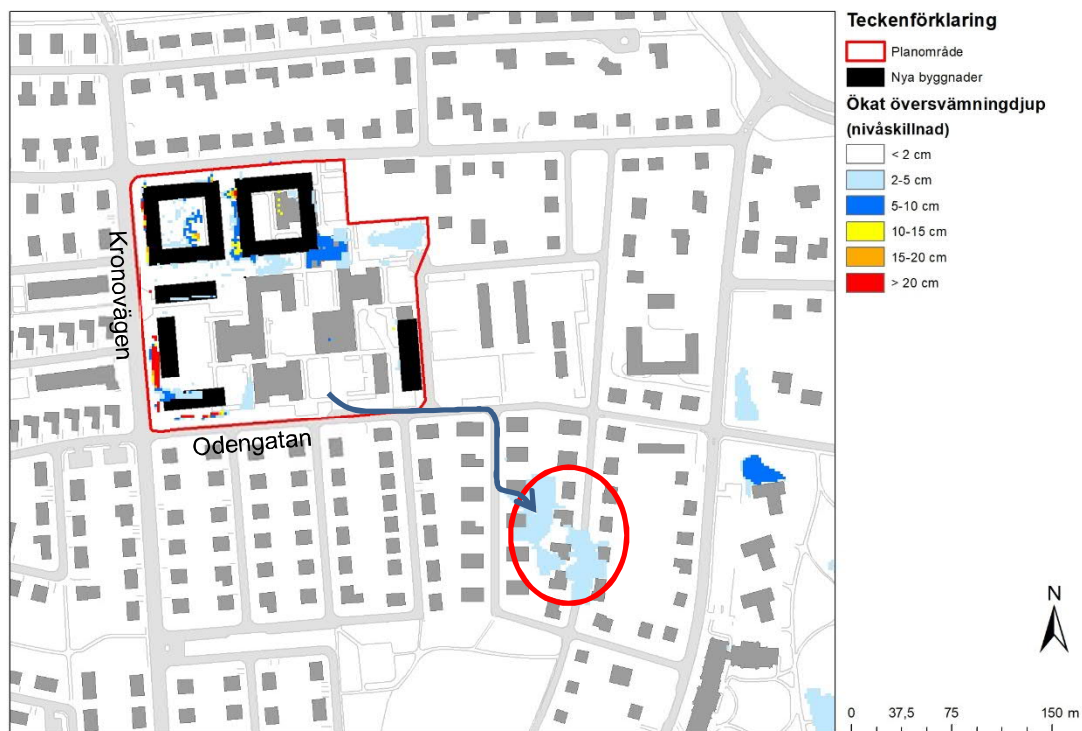 Teckenförklaring
Planområde
Nya byggnader
Ökat översvämningdjup
(nivåskillnad)
< 2 cm
2-5 cm
5-10 cm
10-15 cm
15-20 cm
> 20 cm
Kronovägen
Odengatan
N
0 37,5 75 150 m